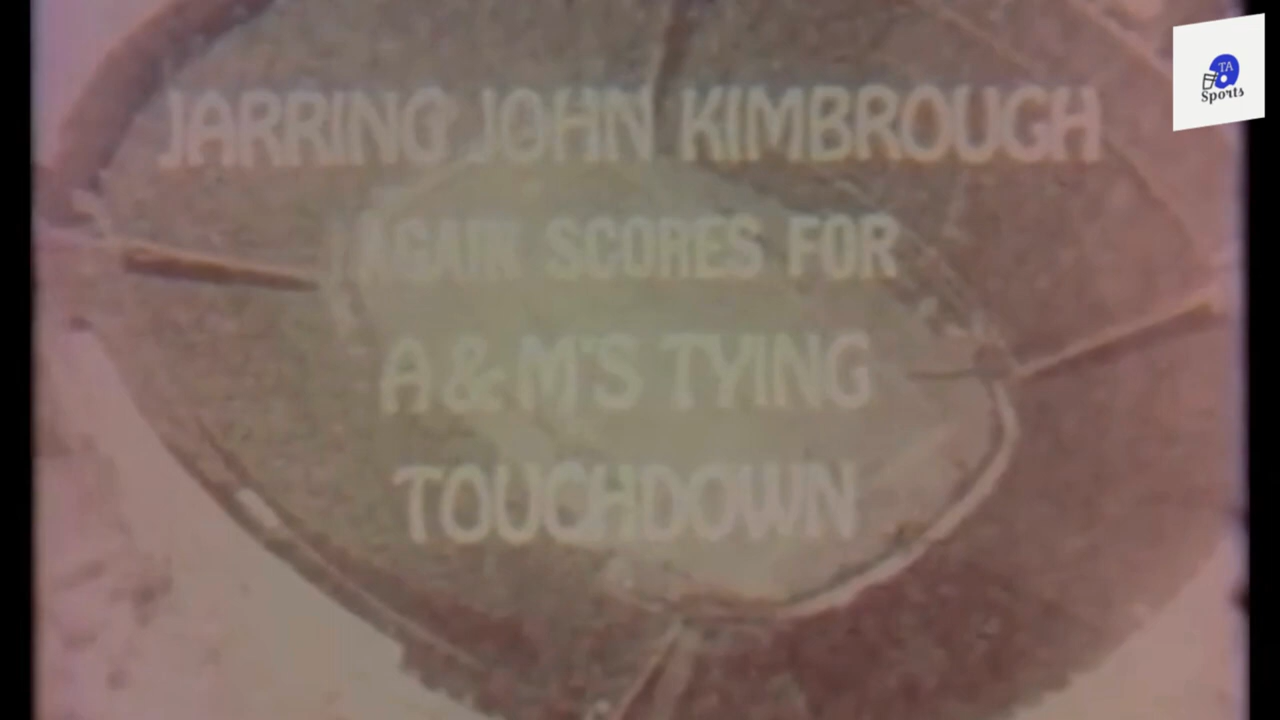 JARRING JOHN KIMBROUGH
AGAIN SCORES FOR
A & M'S TYING
TOUCHDOWN
TA
Sports